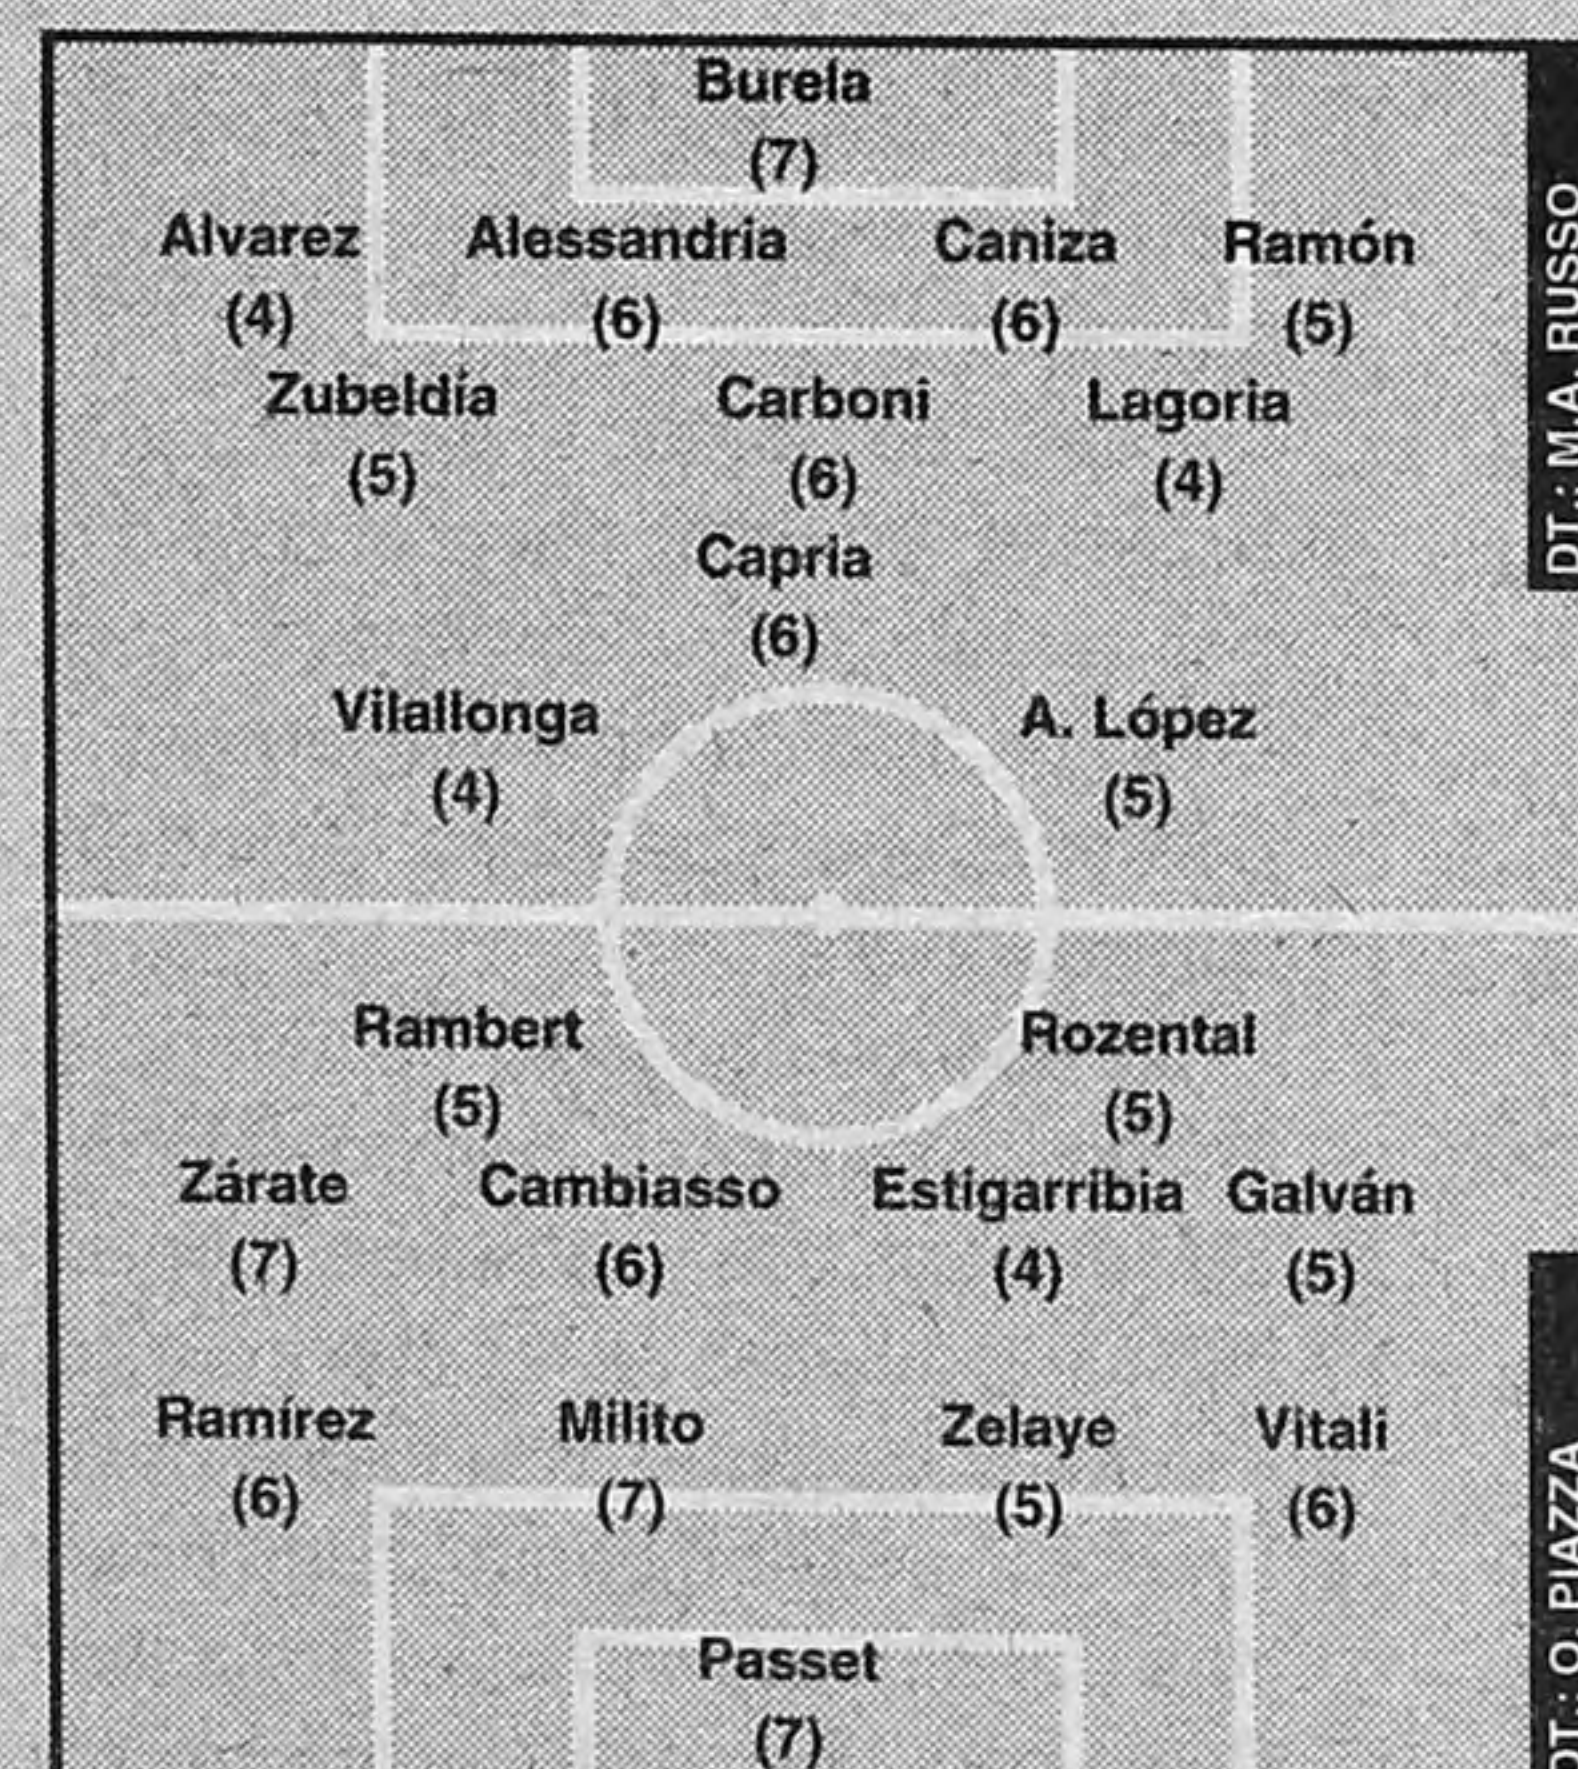 Burela
(7)
Alvarez Alessandria Caniza Ramón
(4) (6) (6) (5)
Zubeldía Carboni Lagoria
(5) (6) (4)
Capria
(6)
Vilallonga A. López
(4) (5)
Rambert Rozental
(5) (5)
Zárate Cambiasso Estigarribia Galván
(7) (6) (4) (5)
Ramírez Milito Zelaye Vitali
(6) (7) (5) (6)
Passet
(7)
DT.: M.A. RUSSO
DT.: O.PIAZZA